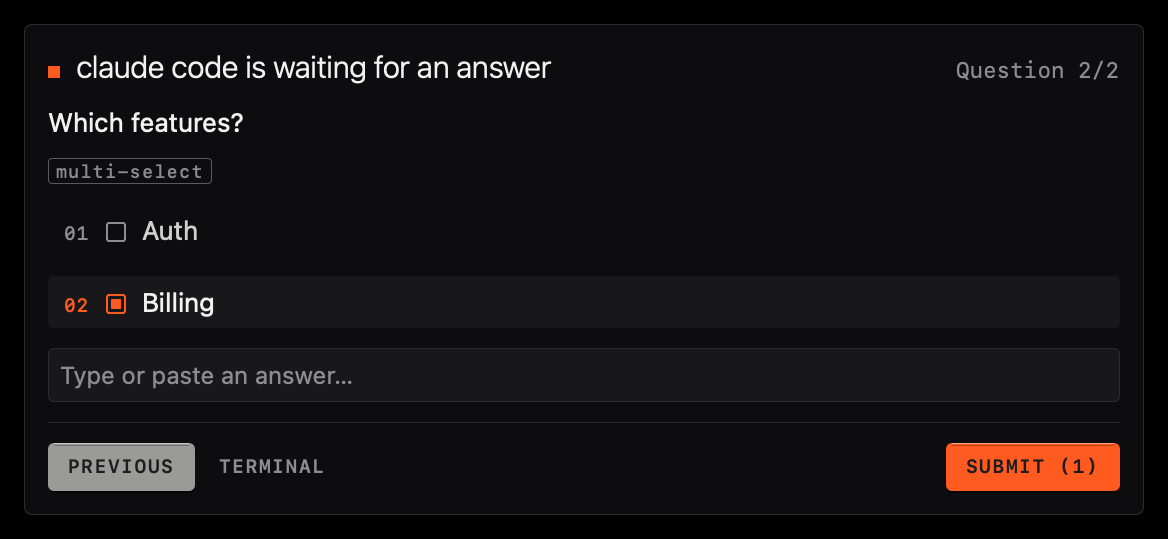 claude code is waiting for an answer
Question 2/2
Which features?
multi-select
01 Auth
02 Billing
Type or paste an answer...
PREVIOUS
TERMINAL
SUBMIT (1)